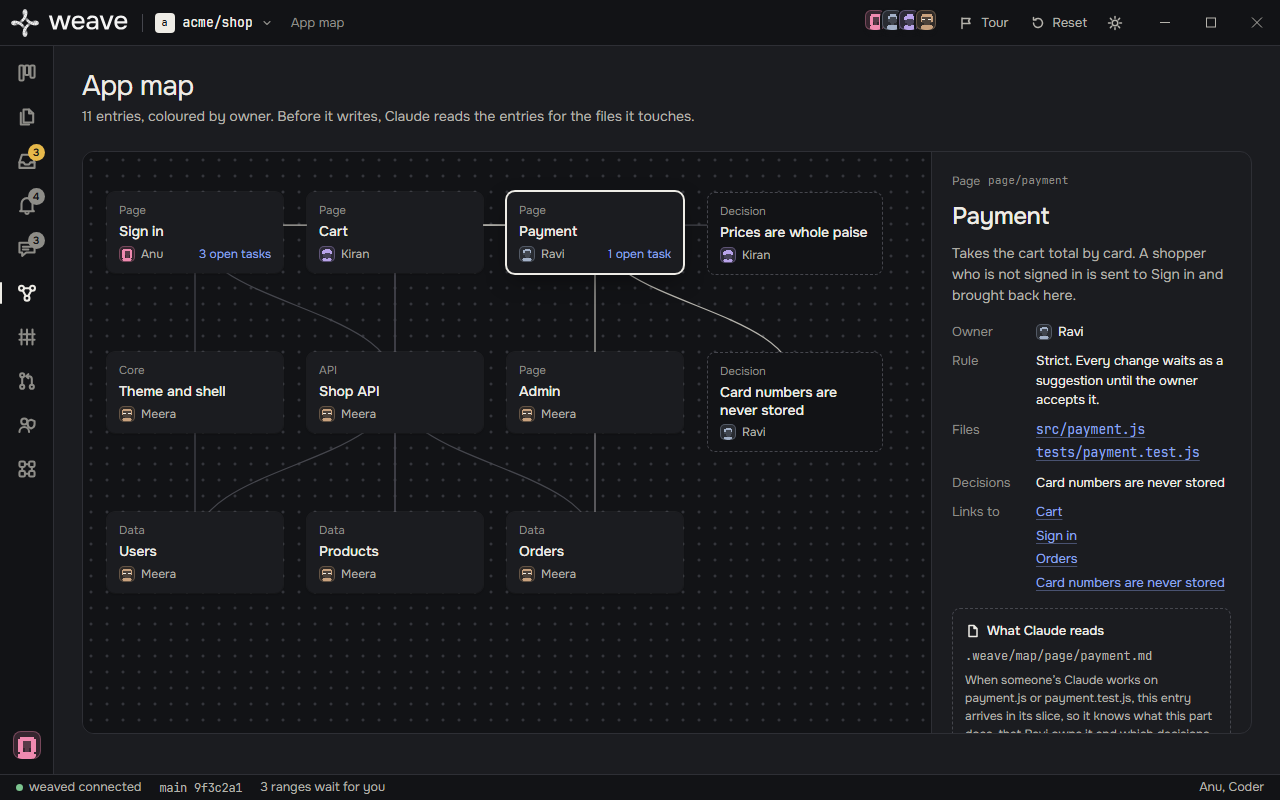 weave
a acme/shop
App map
Tour
Reset
App map
11 entries, coloured by owner. Before it writes, Claude reads the entries for the files it touches.
3
4
3
Page
Sign in
Anu
3 open tasks
Page
Cart
Kiran
Page
Payment
Ravi
1 open task
Decision
Prices are whole paise
Kiran
Core
Theme and shell
Meera
API
Shop API
Meera
Page
Admin
Meera
Decision
Card numbers are
never stored
Ravi
Data
Users
Meera
Data
Products
Meera
Data
Orders
Meera
Page page/payment
Payment
Takes the cart total by card. A shopper
who is not signed in is sent to Sign in and
brought back here.
Owner Ravi
Rule Strict. Every change waits as a
suggestion until the owner
accepts it.
Files src/payment.js
tests/payment.test.js
Decisions Card numbers are never stored
Links to Cart
Sign in
Orders
Card numbers are never stored
What Claude reads
.weave/map/page/payment.md
When someone's Claude works on
payment.js or payment.test.js, this entry
arrives in its slice, so it knows what this part
does, that Ravi owns it and which decisions
weaved connected
main 9f3c2a1
3 ranges wait for you
Anu, Coder